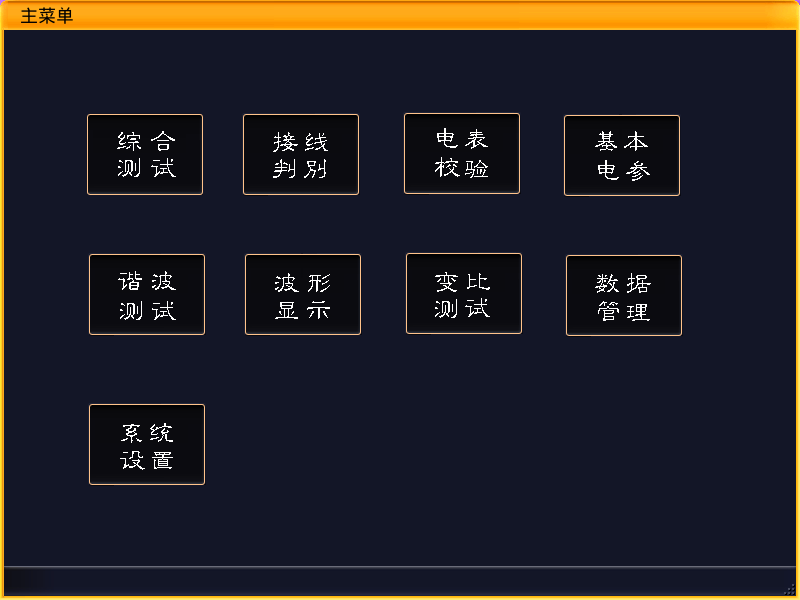 主菜单
综合
测试
接线
判别
电表
校验
基本
电参
谐波
测试
波形
显示
变比
测试
数据
管理
系统
设置